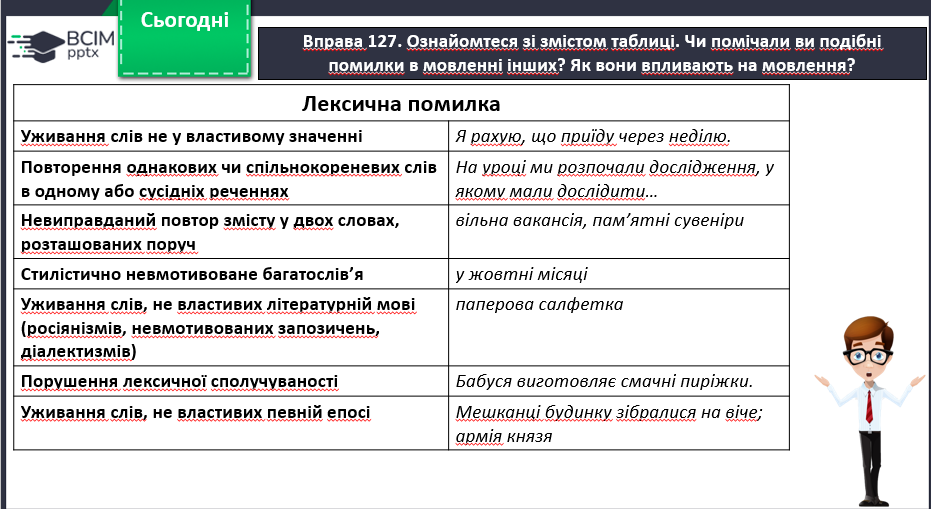 Сьогодні
BCIM
pptx
Вправа 127. Ознайомтеся зі змістом таблиці. Чи помічали ви подібні
помилки в мовленні інших? Як вони впливають на мовлення?
Лексична помилка
Уживання слів не у властивому значенні
Я рахую, що приїду через неділю.
Повторення однакових чи спільнокореневих слів
в одному або сусідніх реченнях
На уроці ми розпочали дослідження, у
якому мали дослідити…
Невиправданий повтор змісту у двох словах,
розташованих поруч
вільна вакансія, пам’ятні сувеніри
Стилістично невмотивоване багатослів’я
у жовтні місяці
Уживання слів, не властивих літературній мові
(росіянізмів, невмотивованих запозичень,
діалектизмів)
паперова салфетка
Порушення лексичної сполучуваності
Бабуся виготовляє смачні пиріжки.
Уживання слів, не властивих певній епосі
Мешканці будинку зібралися на віче;
армія князя